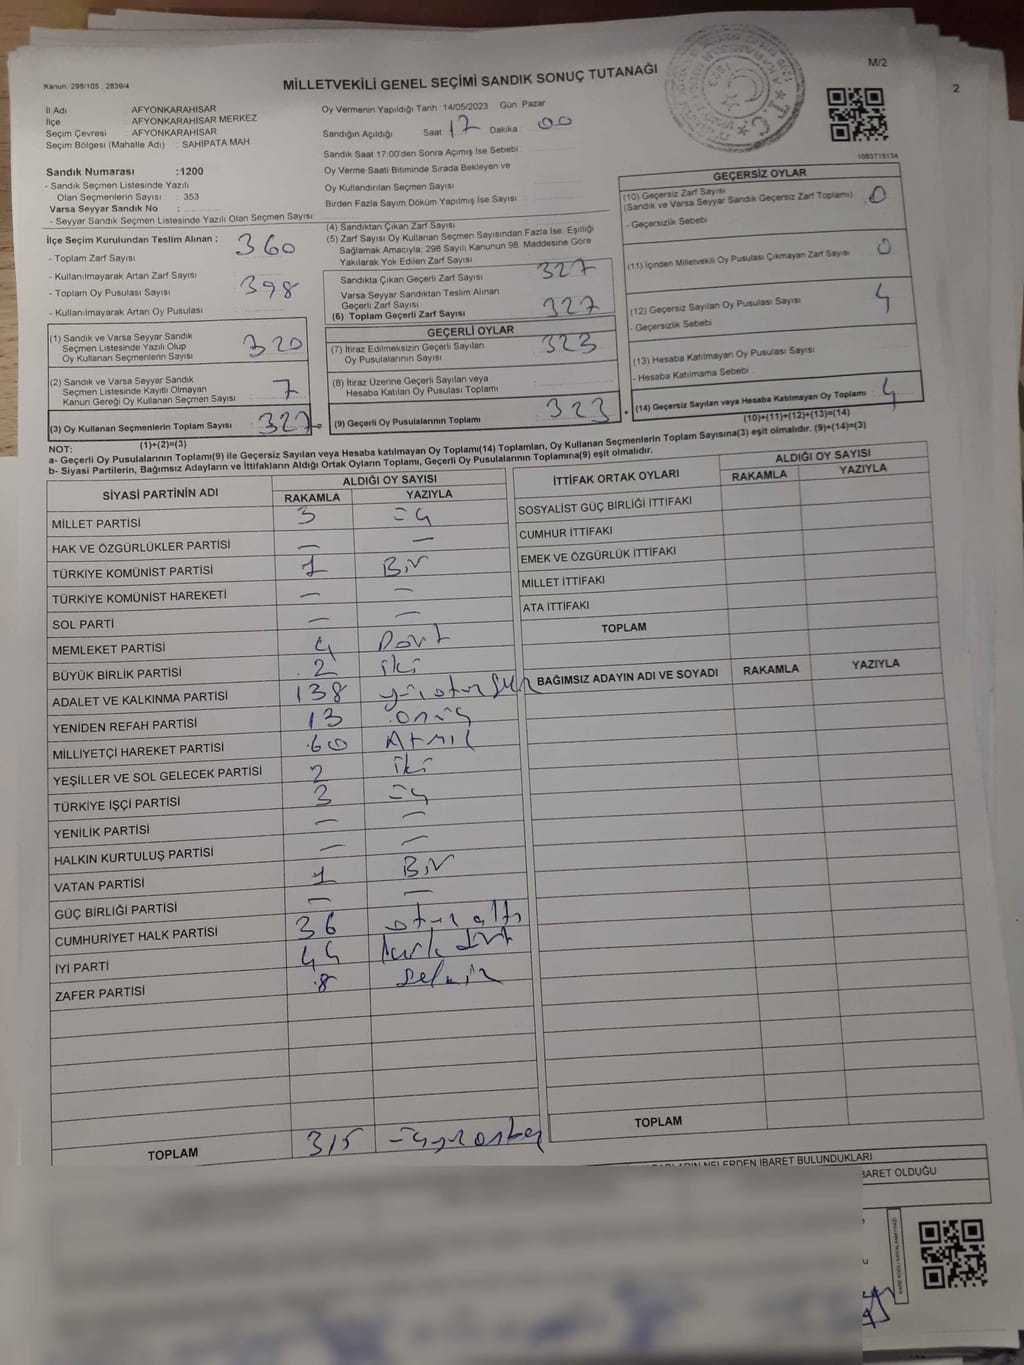 Kanun, 298/105 , 2839/4
MİLLETVEKİLİ GENEL SEÇİMİ SANDIK SONUÇ TUTANAĞI
M/2
2
İl Adı : AFYONKARAHİSAR
İlçe : AFYONKARAHİSAR MERKEZ
Seçim Çevresi : AFYONKARAHİSAR
Seçim Bölgesi (Mahalle Adı) : SAHİPATA MAH
Oy Vermenin Yapıldığı Tarih : 14/05/2023 Gün: Pazar
Sandığın Açıldığı Saat 17 Dakika 00
Sandık Saat 17:00'den Sonra Açımış İse Sebebi
Oy Verme Saati Bitiminde Sırada Bekleyen ve
Oy Kullandırılan Seçmen Sayısı
Birden Fazla Sayım Döküm Yapılmış İse Sayısı
1083715134
Sandık Numarası :1200
- Sandık Seçmen Listesinde Yazılı
Olan Seçmenlerin Sayısı : 353
Varsa Seyyar Sandık No :
- Seyyar Sandık Seçmen Listesinde Yazılı Olan Seçmen Sayısı
İlçe Seçim Kurulundan Teslim Alınan ;
- Toplam Zarf Sayısı 360
- Kullanılmayarak Artan Zarf Sayısı
- Toplam Oy Pusulası Sayısı 398
- Kullanılmayarak Artan Oy Pusulası
(1) Sandık ve Varsa Seyyar Sandık
Seçmen Listesinde Yazılı Olup
Oy Kullanan Seçmenlerin Sayısı 320
(2) Sandık ve Varsa Seyyar Sandık
Seçmen Listesinde Kayıtlı Olmayan
Kanun Gereği Oy Kullanan Seçmen Sayısı 7
(3) Oy Kullanan Seçmenlerin Toplam Sayısı 327 =
(1)+(2)=(3)
(4) Sandıktan Çıkan Zarf Sayısı
(5) Zarf Sayısı Oy Kullanan Seçmen Sayısından Fazla İse, Eşitliği
Sağlamak Amacıyla, 298 Sayılı Kanunun 98. Maddesine Göre
Yakılarak Yok Edilen Zarf Sayısı
Sandıkta Çıkan Geçerli Zarf Sayısı 327
Varsa Seyyar Sandıktan Teslim Alınan
Geçerli Zarf Sayısı
(6) Toplam Geçerli Zarf Sayısı 327
GEÇERLİ OYLAR
(7) İtiraz Edilmeksizin Geçerli Sayılan
Oy Pusulalarının Sayısı 323
(8) İtiraz Üzerine Geçerli Sayılan veya
Hesaba Katılan Oy Pusulası Toplamı
(9) Geçerli Oy Pusulalarının Toplamı 323 +
GEÇERSİZ OYLAR
(10) Geçersiz Zarf Sayısı
(Sandık ve Varsa Seyyar Sandık Geçersiz Zarf Toplamı) 0
- Geçersizlik Sebebi
(11) İçinden Milletvekili Oy Pusulası Çıkmayan Zarf Sayısı 0
(12) Geçersiz Sayılan Oy Pusulası Sayısı 4
- Geçersizlik Sebebi
(13) Hesaba Katılmayan Oy Pusulası Sayısı
- Hesaba Katılmama Sebebi
(14) Geçersiz Sayılan veya Hesaba Katılmayan Oy Toplamı 4
(10)+(11)+(12)+(13)=(14)
NOT:
a- Geçerli Oy Pusulalarının Toplamı(9) ile Geçersiz Sayılan veya Hesaba katılmayan Oy Toplamı(14) Toplamları, Oy Kullanan Seçmenlerin Toplam Sayısına(3) eşit olmalıdır. (9)+(14)=(3)
b- Siyasi Partilerin, Bağımsız Adayların ve İttifakların Aldığı Ortak Oyların Toplamı, Geçerli Oy Pusulalarının Toplamına(9) eşit olmalıdır.
SİYASİ PARTİNİN ADI
ALDIĞI OY SAYISI
RAKAMLA YAZIYLA
MİLLET PARTİSİ 3 üç
HAK VE ÖZGÜRLÜKLER PARTİSİ — —
TÜRKİYE KOMÜNİST PARTİSİ 1 Bir
TÜRKİYE KOMÜNİST HAREKETİ — —
SOL PARTİ — —
MEMLEKET PARTİSİ 4 Dört
BÜYÜK BİRLİK PARTİSİ 2 iki
ADALET VE KALKINMA PARTİSİ 138 yüzotuzsekiz
YENİDEN REFAH PARTİSİ 13 onüç
MİLLİYETÇİ HAREKET PARTİSİ 60 Atmış
YEŞİLLER VE SOL GELECEK PARTİSİ 2 iki
TÜRKİYE İŞÇİ PARTİSİ 3 üç
YENİLİK PARTİSİ — —
HALKIN KURTULUŞ PARTİSİ — —
VATAN PARTİSİ 1 Bir
GÜÇ BİRLİĞİ PARTİSİ — —
CUMHURİYET HALK PARTİSİ 36 otuz altı
İYİ PARTİ 44 kırk dört
ZAFER PARTİSİ 8 sekiz
TOPLAM 315 üçyüzonbeş
İTTİFAK ORTAK OYLARI
ALDIĞI OY SAYISI
RAKAMLA YAZIYLA
SOSYALİST GÜÇ BİRLİĞİ İTTİFAKI
CUMHUR İTTİFAKI
EMEK VE ÖZGÜRLÜK İTTİFAKI
MİLLET İTTİFAKI
ATA İTTİFAKI
TOPLAM
BAĞIMSIZ ADAYIN ADI VE SOYADI RAKAMLA YAZIYLA
TOPLAM
NELERDEN İBARET BULUNDUKLARI
BARET OLDUĞU